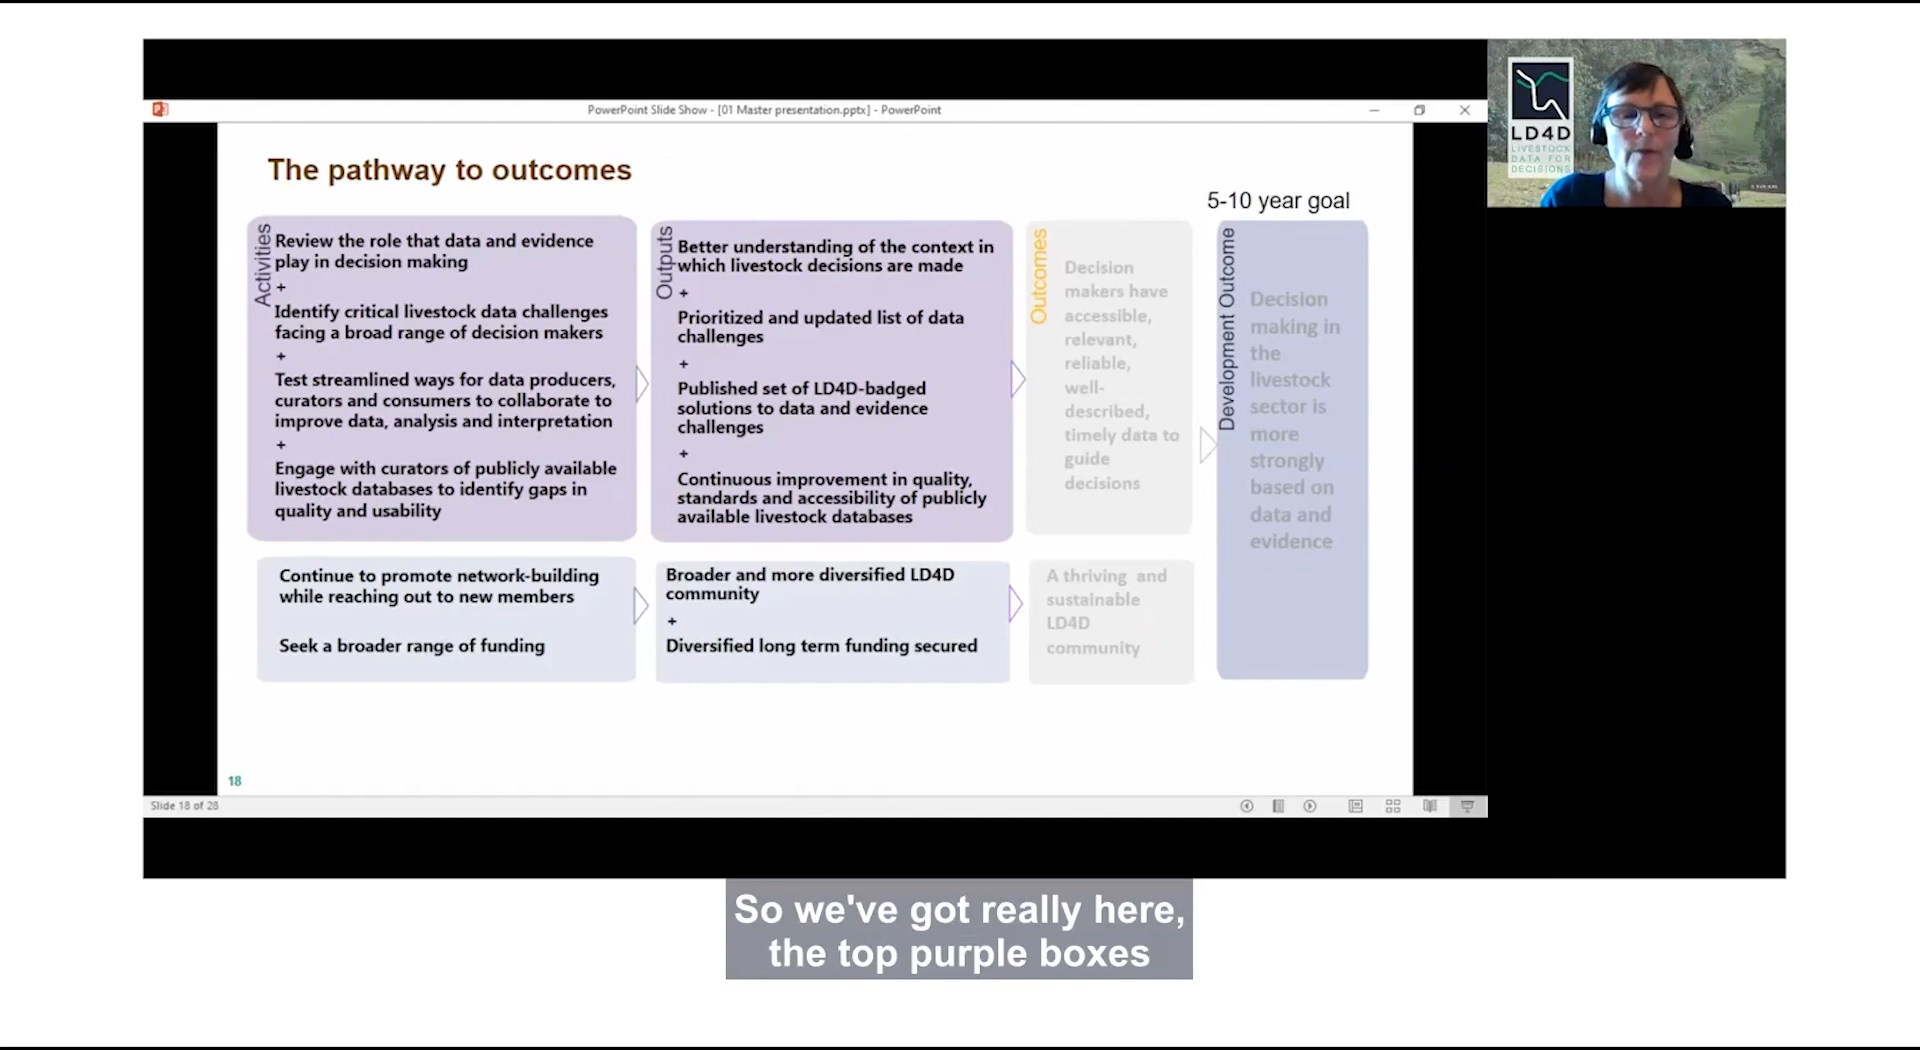 PowerPoint Slide Show - [01 Master presentation.pptx] - PowerPoint
LD4D
LIVESTOCK
DATA FOR
DECISIONS
The pathway to outcomes
5-10 year goal
Activities
Review the role that data and evidence
play in decision making
+
Identify critical livestock data challenges
facing a broad range of decision makers
+
Test streamlined ways for data producers,
curators and consumers to collaborate to
improve data, analysis and interpretation
+
Engage with curators of publicly available
livestock databases to identify gaps in
quality and usability
Outputs
Better understanding of the context in
which livestock decisions are made
+
Prioritized and updated list of data
challenges
+
Published set of LD4D-badged
solutions to data and evidence
challenges
+
Continuous improvement in quality,
standards and accessibility of publicly
available livestock databases
Outcomes
Decision
makers have
accessible,
relevant,
reliable,
well-
described,
timely data to
guide
decisions
Development Outcome
Decision
making in
the
livestock
sector is
more
strongly
based on
data and
evidence
Continue to promote network-building
while reaching out to new members
Seek a broader range of funding
Broader and more diversified LD4D
community
+
Diversified long term funding secured
A thriving and
sustainable
LD4D
community
18
Slide 18 of 28
So we've got really here,
the top purple boxes